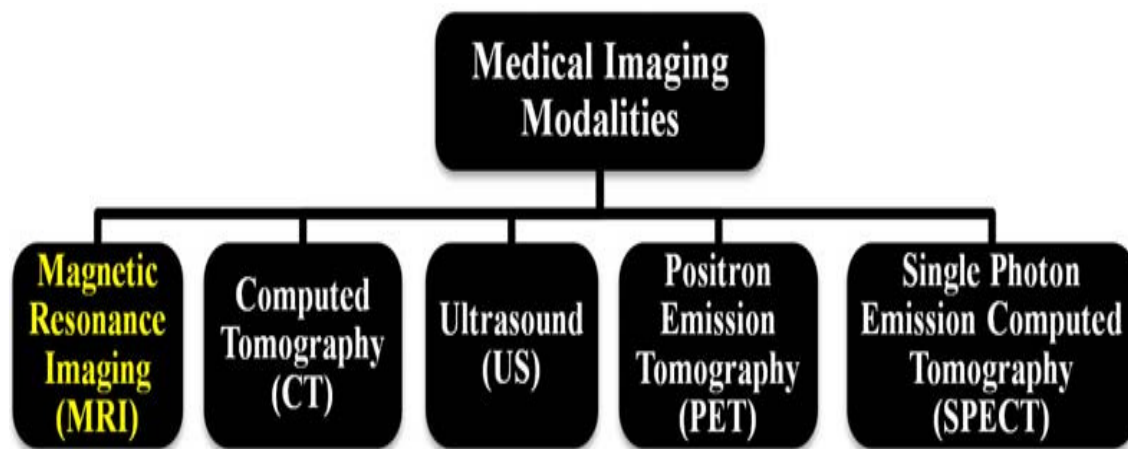 Medical Imaging
Modalities
Magnetic
Resonance
Imaging
(MRI)
Computed
Tomography
(CT)
Ultrasound
(US)
Positron
Emission
Tomography
(PET)
Single Photon
Emission Computed
Tomography
(SPECT)